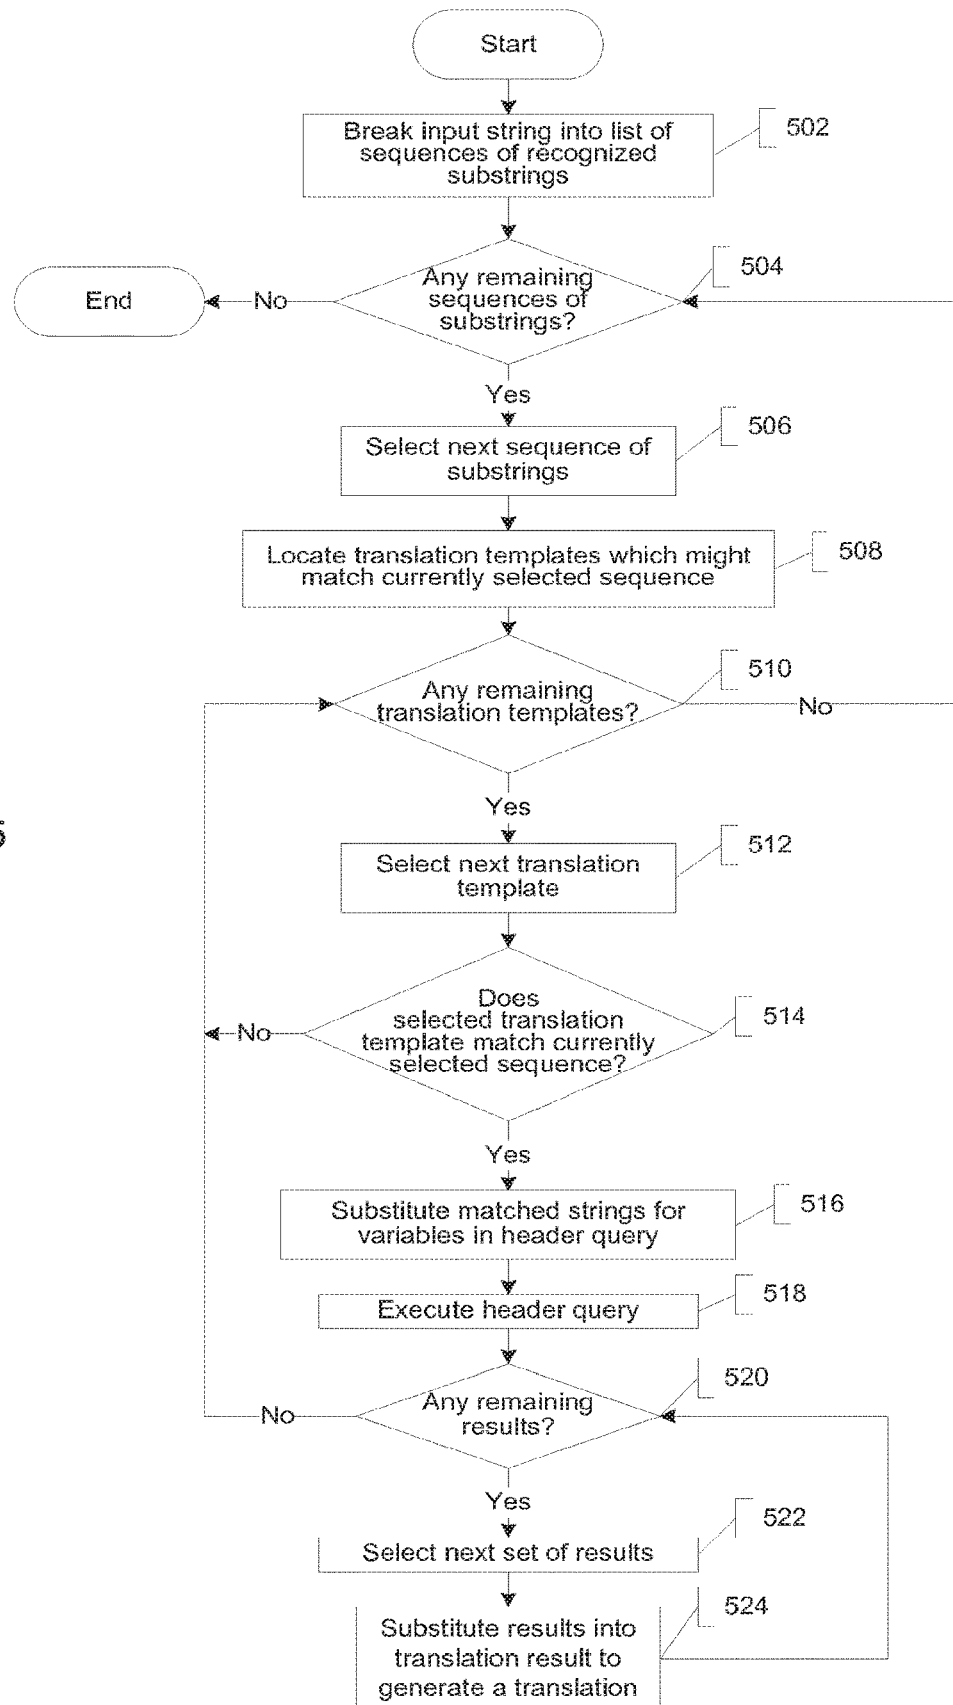 Start
Break input string into list of
sequences of recognized
substrings
502
Any remaining
sequences of
substrings?
504
No
End
Yes
Select next sequence of
substrings
506
Locate translation templates which might
match currently selected sequence
508
Any remaining
translation templates?
510
No
Yes
Select next translation
template
512
Does
selected translation
template match currently
selected sequence?
514
No
Yes
Substitute matched strings for
variables in header query
516
Execute header query
518
Any remaining
results?
520
No
Yes
Select next set of results
522
Substitute results into
translation result to
generate a translation
524